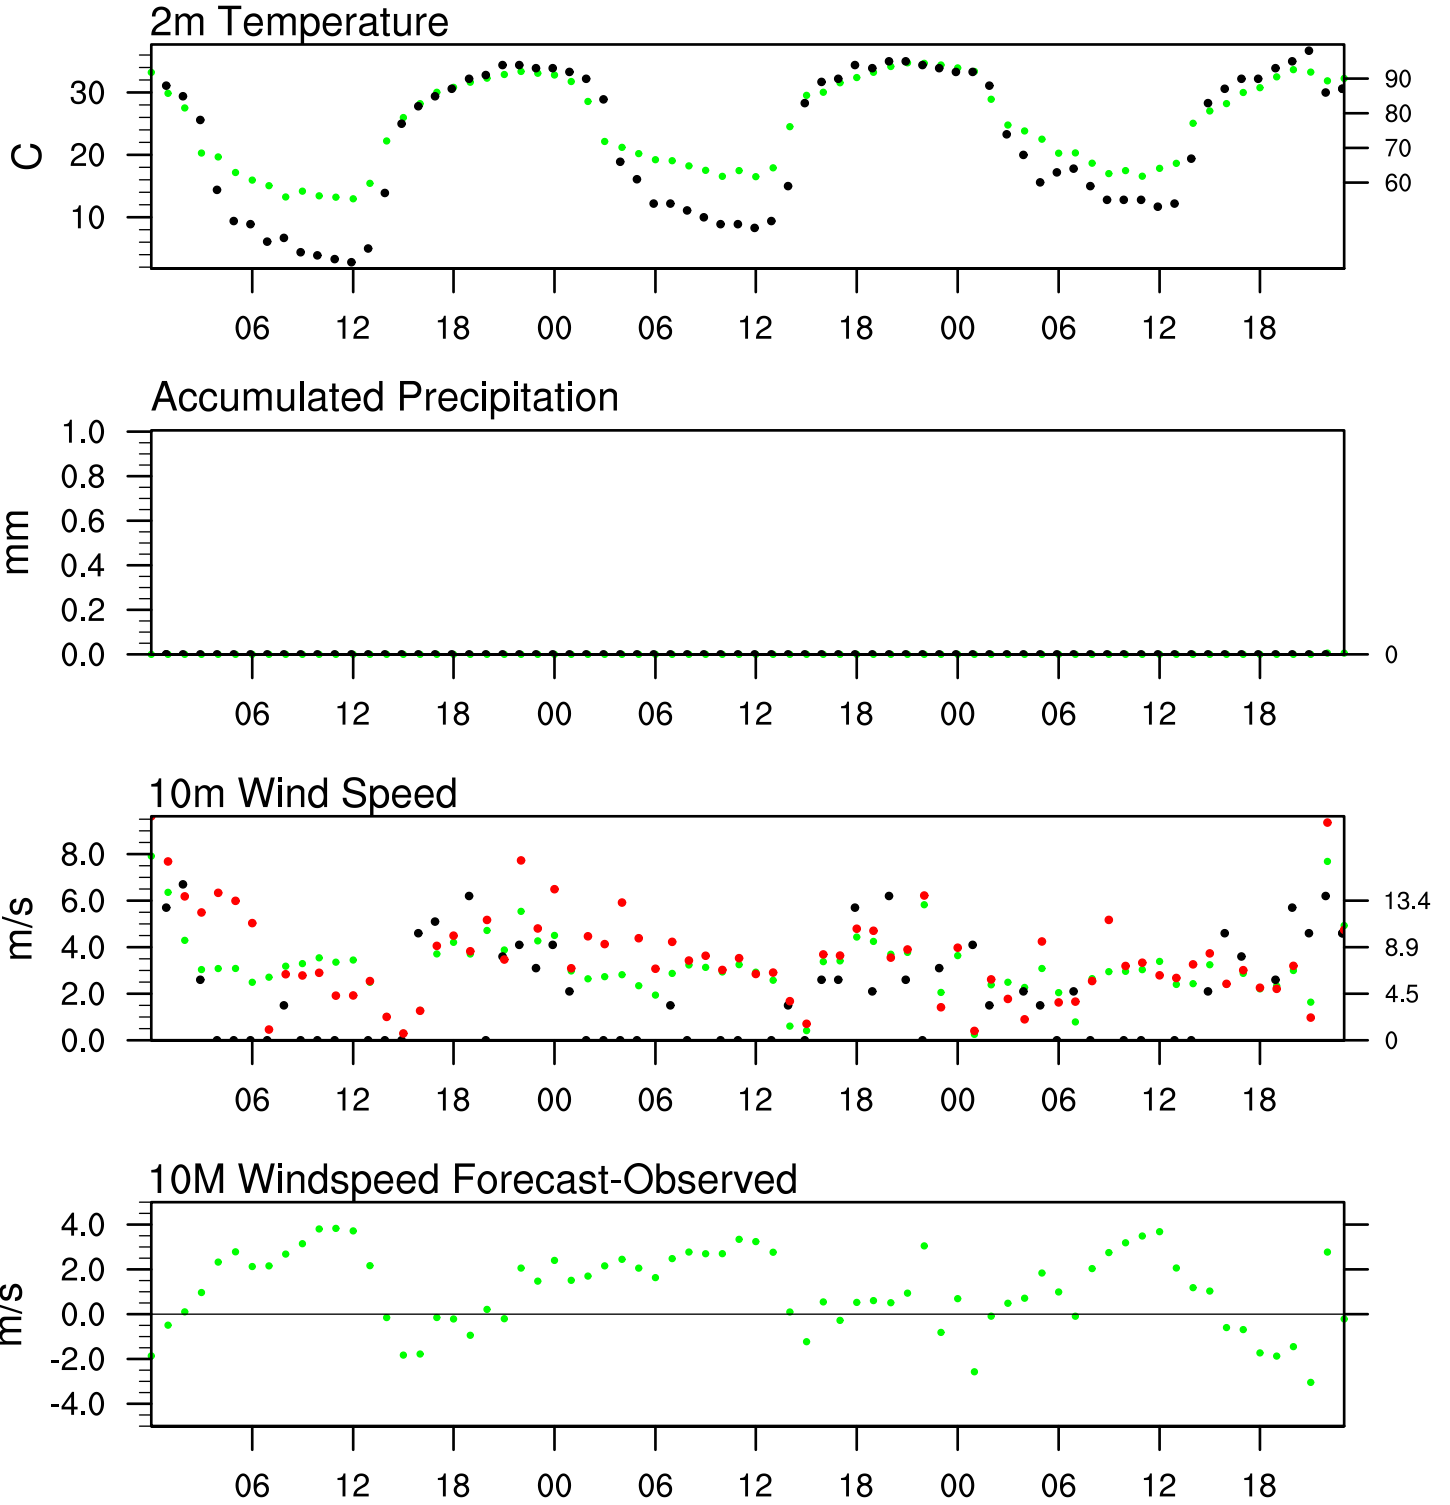 2m Temperature
C
30
20
10
90
80
70
60
06 12 18 00 06 12 18 00 06 12 18
Accumulated Precipitation
mm
1.0
0.8
0.6
0.4
0.2
0.0
0
06 12 18 00 06 12 18 00 06 12 18
10m Wind Speed
m/s
8.0
6.0
4.0
2.0
0.0
13.4
8.9
4.5
0
06 12 18 00 06 12 18 00 06 12 18
10M Windspeed Forecast-Observed
m/s
4.0
2.0
0.0
-2.0
-4.0
06 12 18 00 06 12 18 00 06 12 18